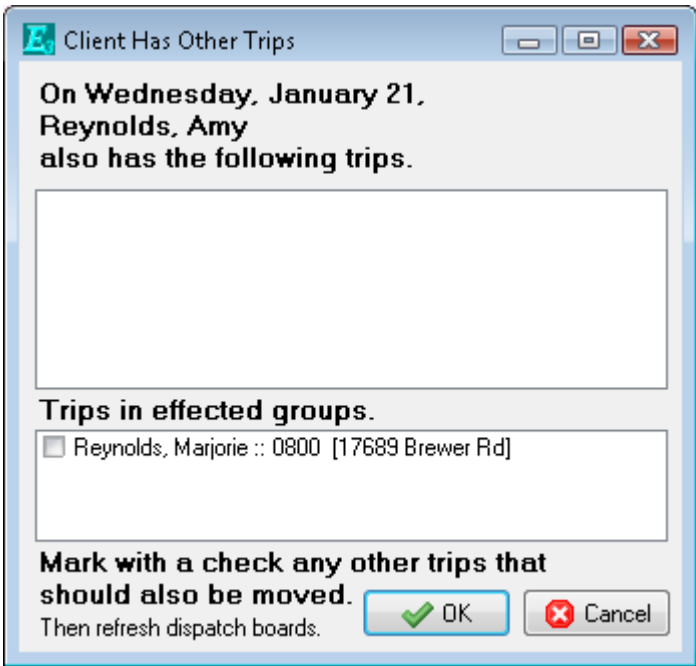 E3 Client Has Other Trips
On Wednesday, January 21,
Reynolds, Amy
also has the following trips.
Trips in effected groups.
Reynolds, Marjorie :: 0800 [17689 Brewer Rd]
Mark with a check any other trips that
should also be moved.
Then refresh dispatch boards.
OK
Cancel